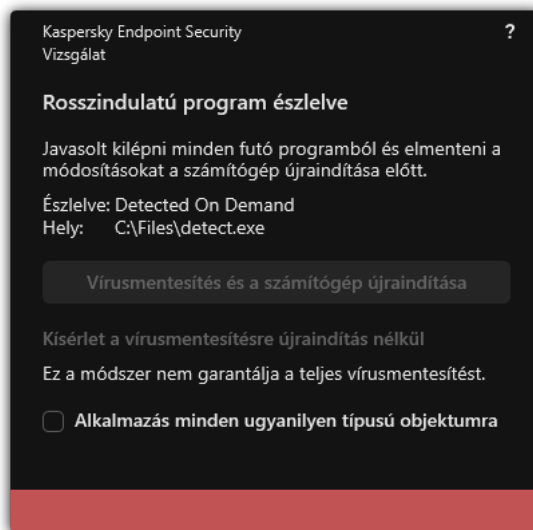 Kaspersky Endpoint Security
?
Vizsgálat
Rosszindulatú program észlelve
Javasolt kilépni minden futó programból és elmenteni a
módosításokat a számítógép újraindítása előtt.
Észlelve: Detected On Demand
Hely: C:\Files\detect.exe
Vírusmentesítés és a számítógép újraindítása
Kísérlet a vírusmentesítésre újraindítás nélkül
Ez a módszer nem garantálja a teljes vírusmentesítést.
Alkalmazás minden ugyanilyen típusú objektumra